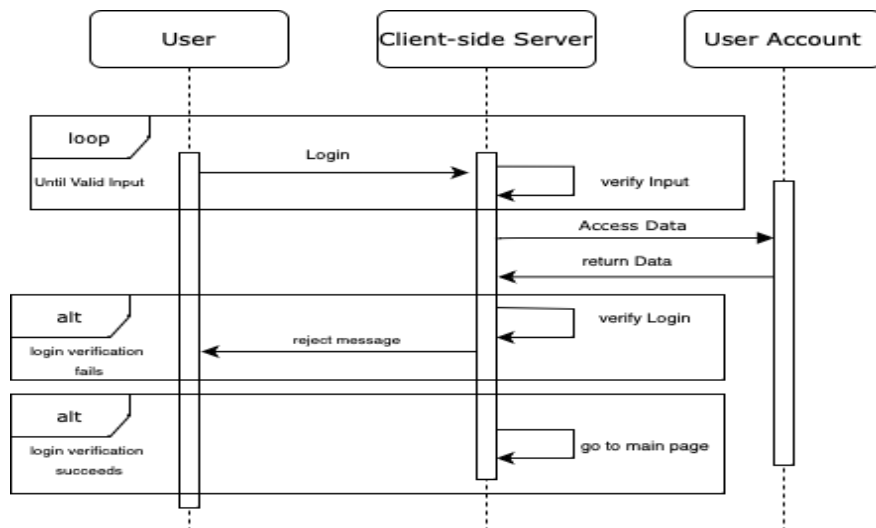 User
Client-side Server
User Account
loop
Until Valid Input
Login
verify Input
Access Data
return Data
alt
login verification
fails
verify Login
reject message
alt
login verification
succeeds
go to main page